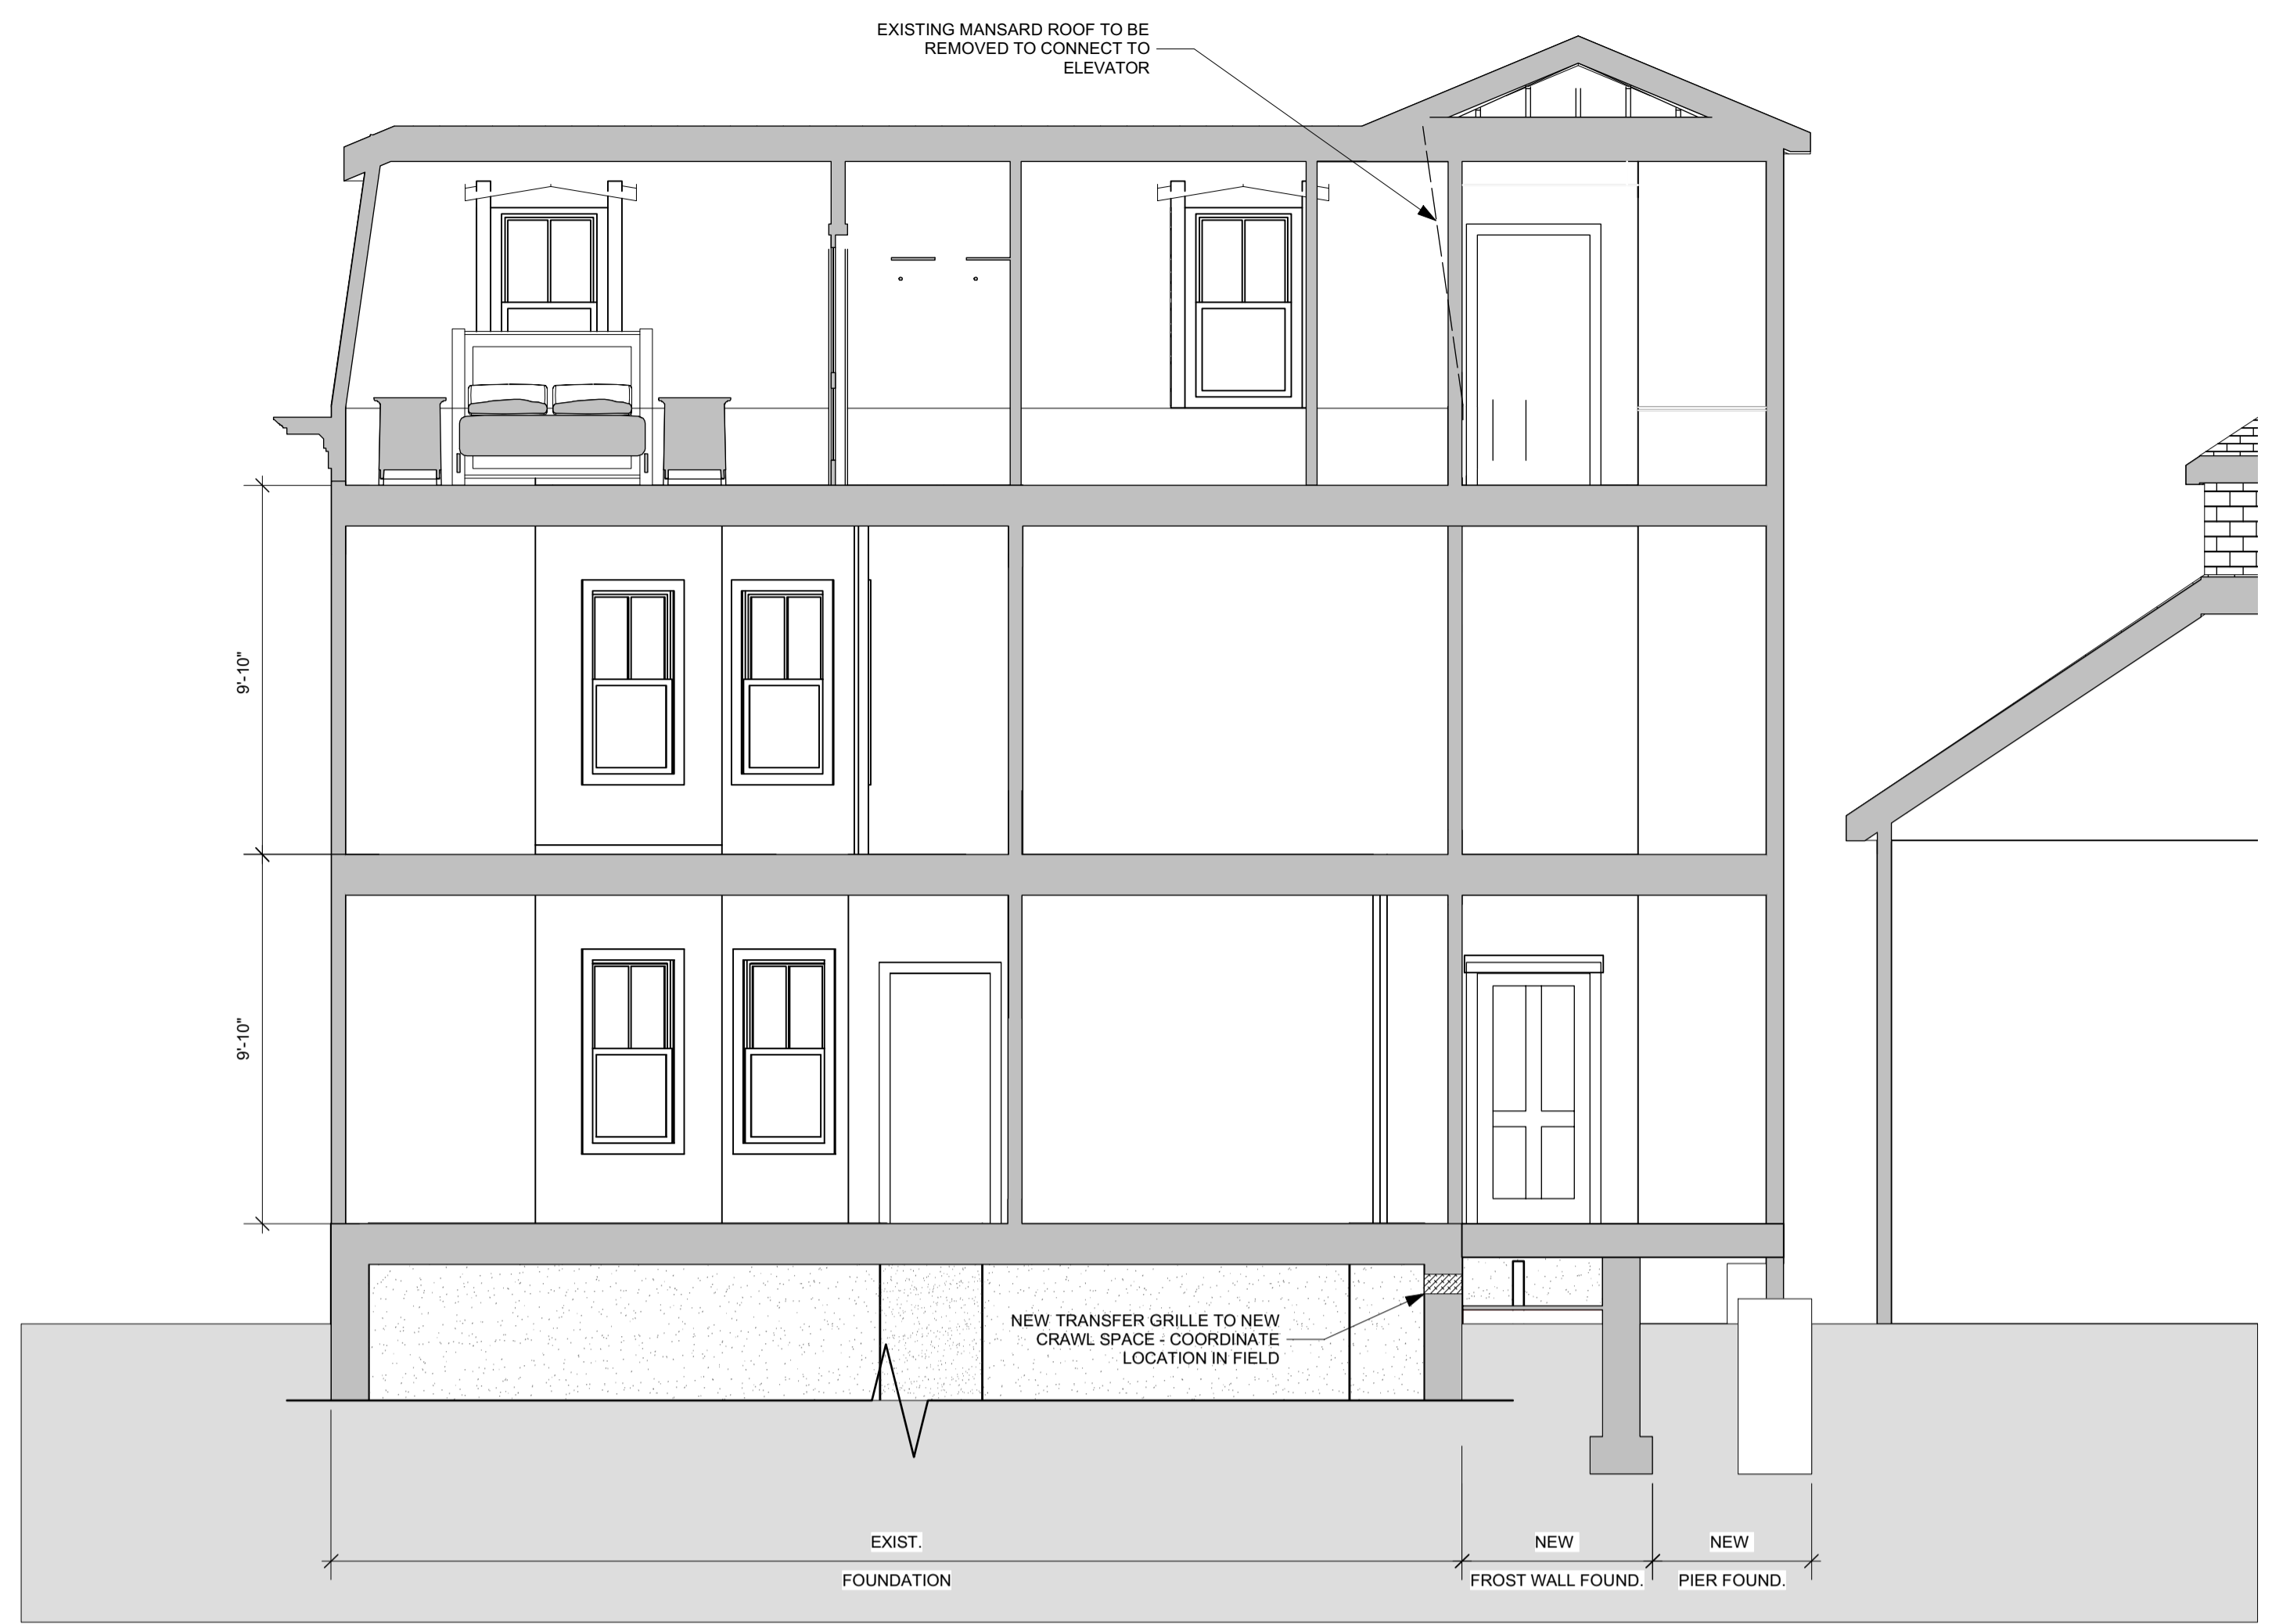 EXISTING MANSARD ROOF TO BE
REMOVED TO CONNECT TO
ELEVATOR
9'-10"
9'-10"
NEW TRANSFER GRILLE TO NEW
CRAWL SPACE - COORDINATE
LOCATION IN FIELD
EXIST.
FOUNDATION
NEW
FROST WALL FOUND.
NEW
PIER FOUND.